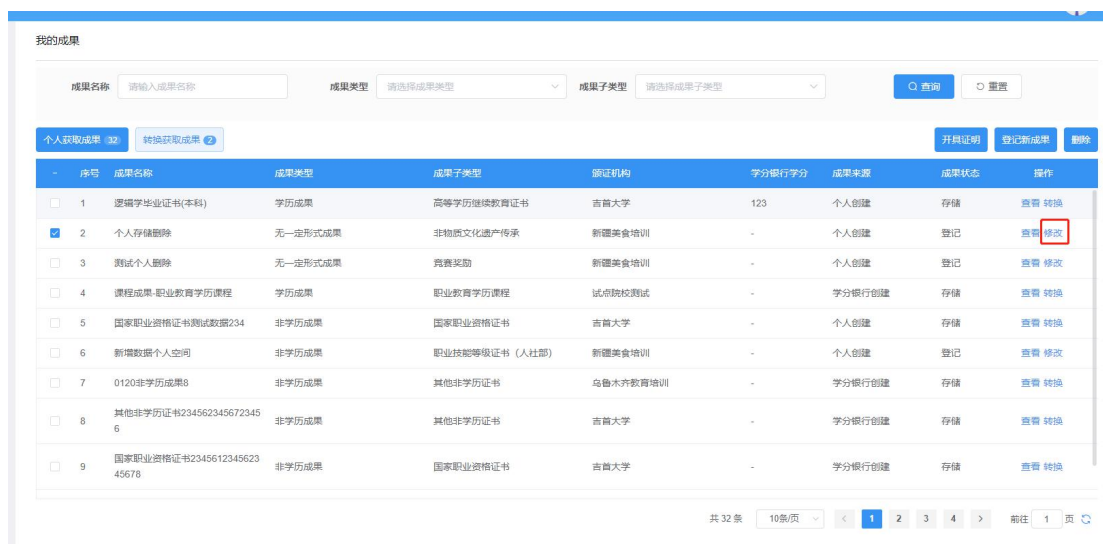 我的成果
成果名称 请输入成果名称 成果类型 请选择成果类型 成果子类型 请选择成果子类型 查询 重置
个人获取成果 32 转换获取成果 2 开具证明 登记新成果 删除
序号 成果名称 成果类型 成果子类型 颁证机构 学分银行学分 成果来源 成果状态 操作
1 逻辑学毕业证书(本科) 学历成果 高等学历继续教育证书 吉首大学 123 个人创建 存储 查看 转换
2 个人存储删除 无一定形式成果 非物质文化遗产传承 新疆美食培训 - 个人创建 登记 查看 修改
3 测试个人删除 无一定形式成果 竞赛奖励 新疆美食培训 - 个人创建 登记 查看 修改
4 课程成果-职业教育学历课程 学历成果 职业教育学历课程 试点院校测试 - 学分银行创建 存储 查看 转换
5 国家职业资格证书测试数据234 非学历成果 国家职业资格证书 吉首大学 - 个人创建 存储 查看 转换
6 新增数据个人空间 非学历成果 职业技能等级证书（人社部） 新疆美食培训 - 个人创建 登记 查看 修改
7 0120非学历成果8 非学历成果 其他非学历证书 乌鲁木齐教育培训 - 学分银行创建 存储 查看 转换
8 其他非学历证书234562345672345 非学历成果 其他非学历证书 吉首大学 - 学分银行创建 存储 查看 转换
6
9 国家职业资格证书2345612345623 非学历成果 国家职业资格证书 吉首大学 - 学分银行创建 存储 查看 转换
45678
共 32 条 10条/页 < 1 2 3 4 > 前往 1 页